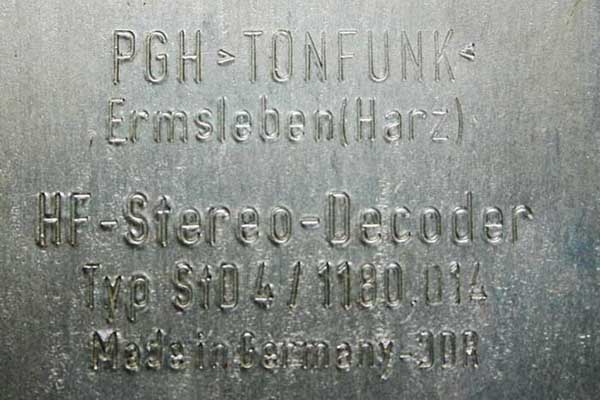 PGH >TONFUNK<
Ermsleben(Harz)
HF-Stereo-Decoder
Typ StD 4 / 1180.014
Made in Germany-DDR